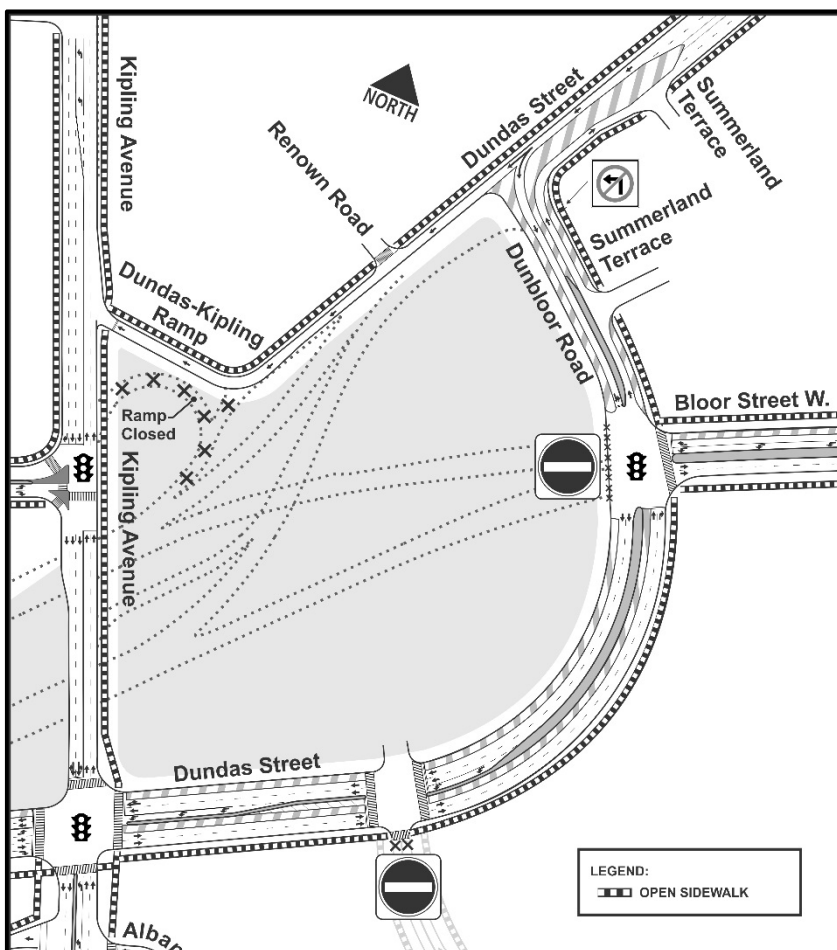 Kipling Avenue
NORTH
Dundas Street
Summerland
Terrace
Renown Road
Summerland
Terrace
Dundas-Kipling
Ramp
Dunbloor Road
Ramp
Closed
Bloor Street W.
Kipling Avenue
Dundas Street
LEGEND:
OPEN SIDEWALK
Alban